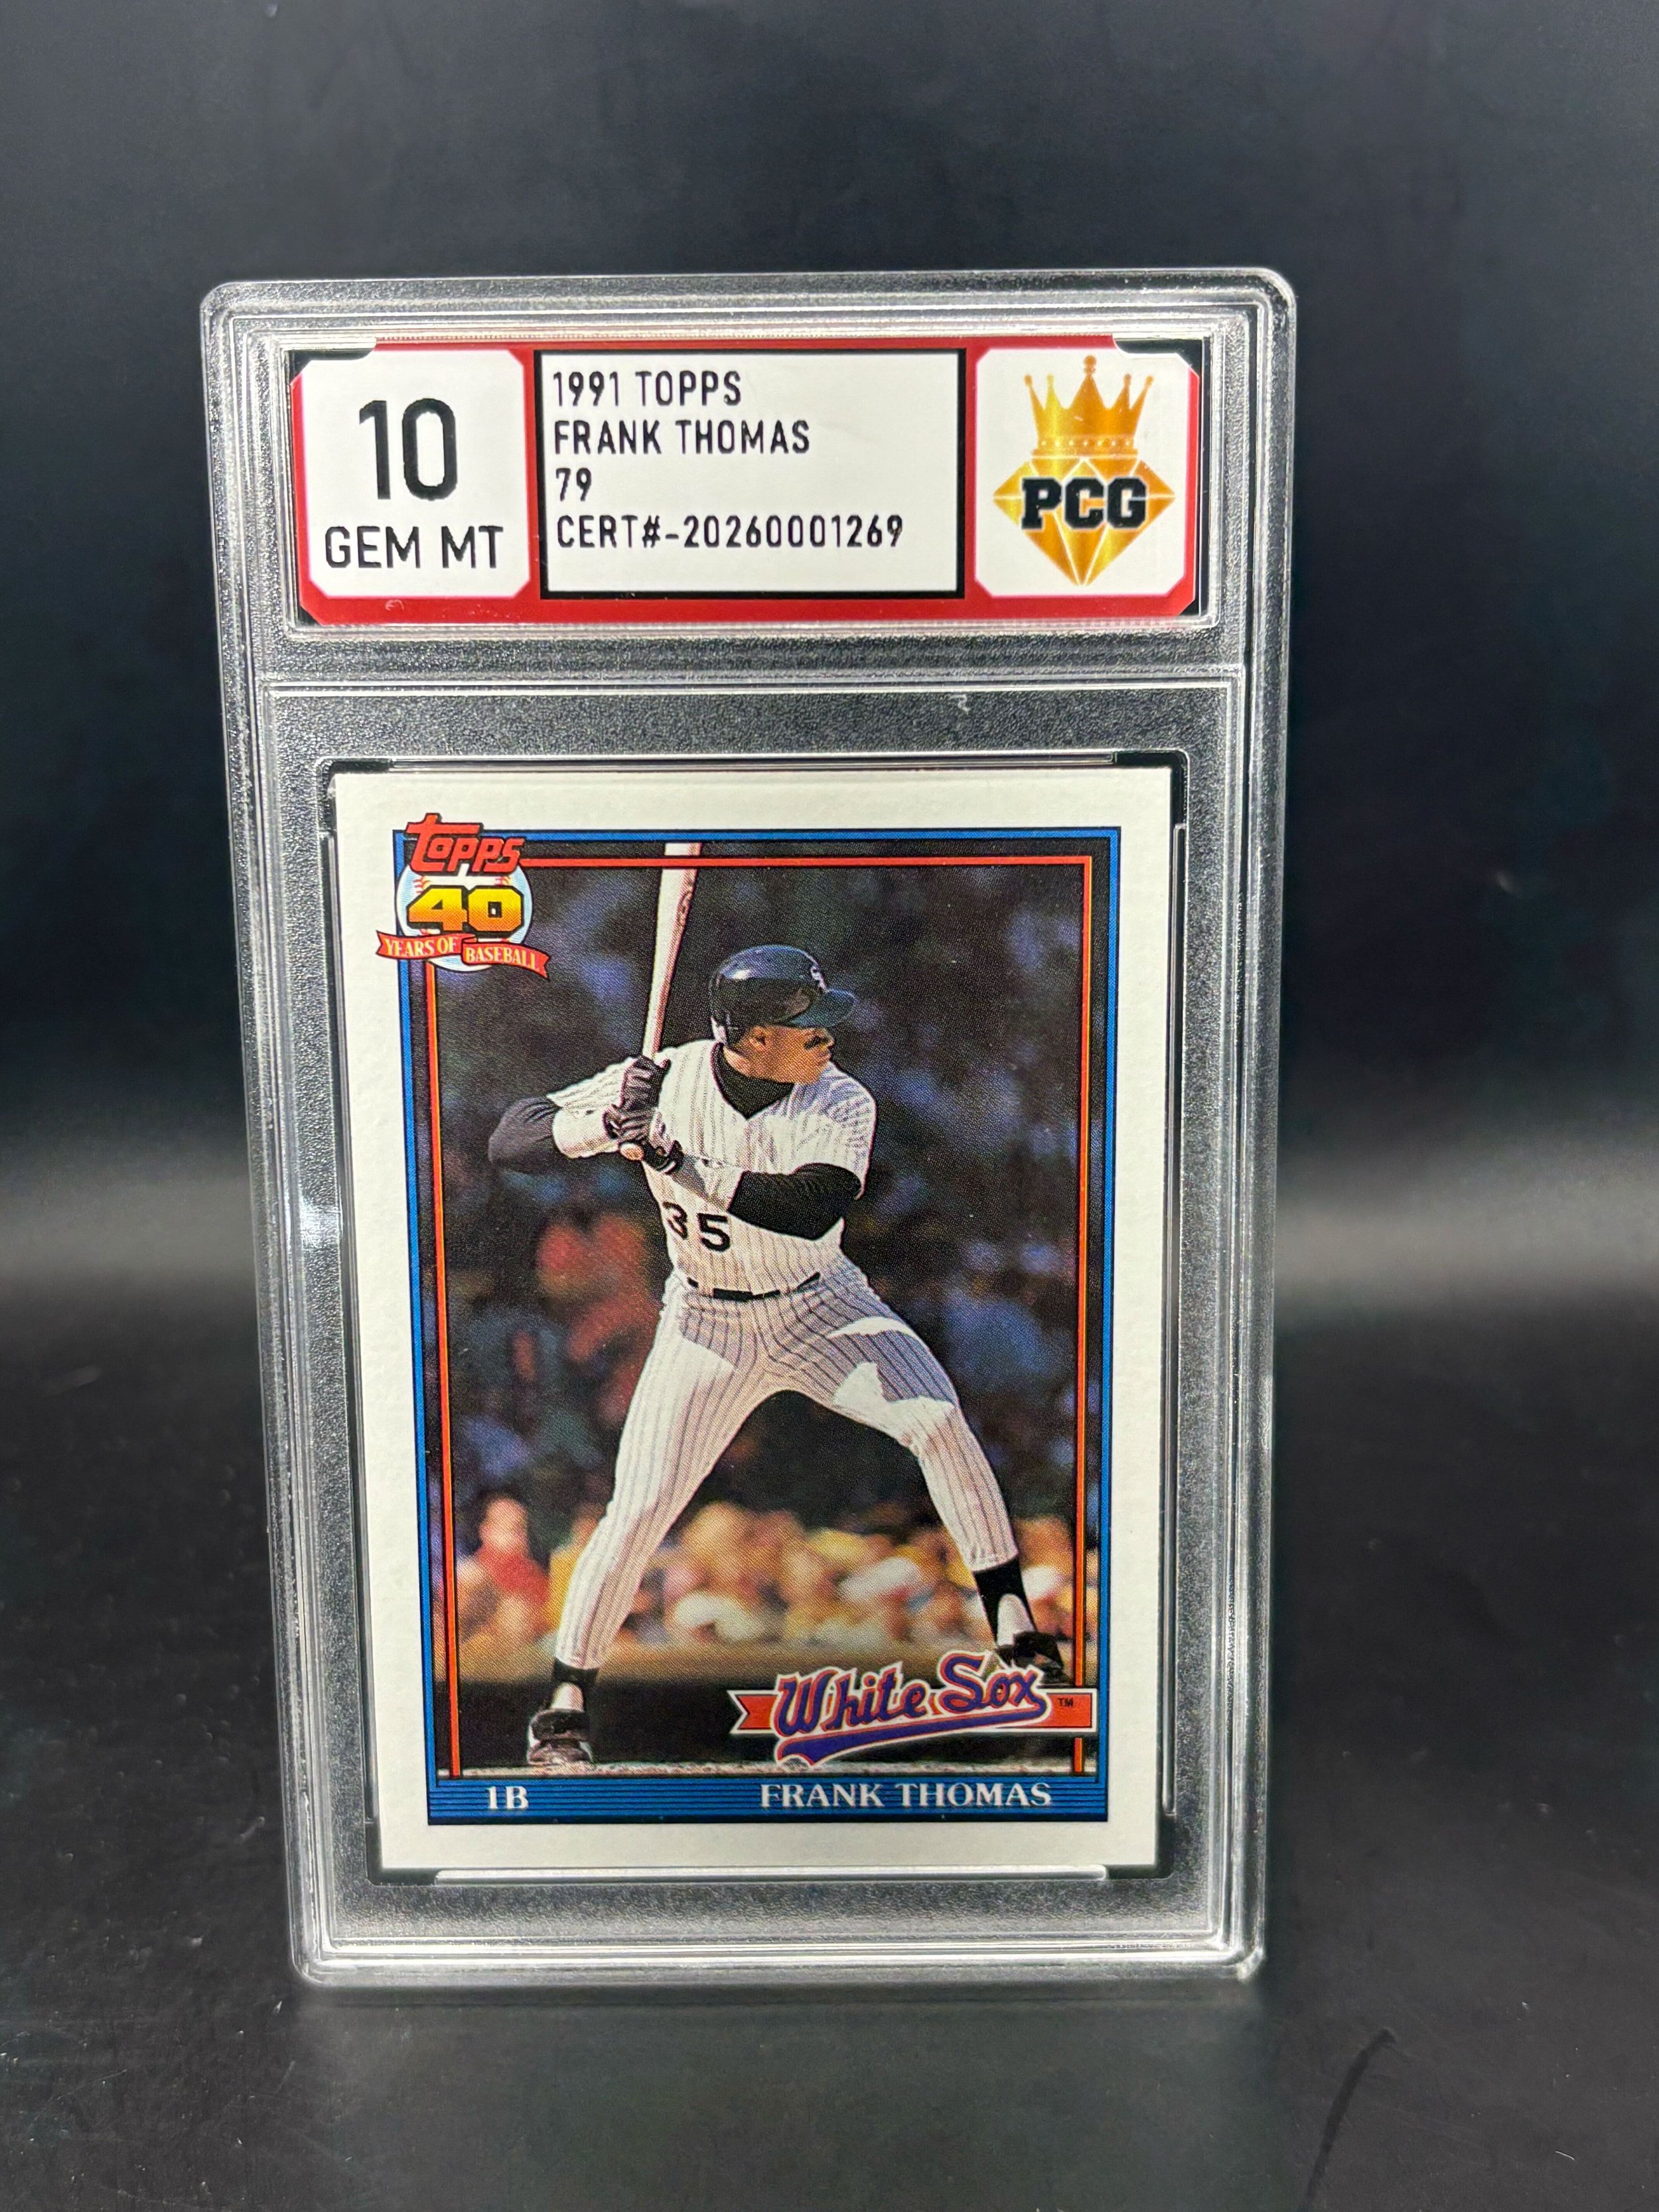 10
GEM MT
1991 TOPPS
FRANK THOMAS
79
CERT#-20260001269
PCG
Topps
40
YEARS OF BASEBALL
35
White Sox TM
1B
FRANK THOMAS